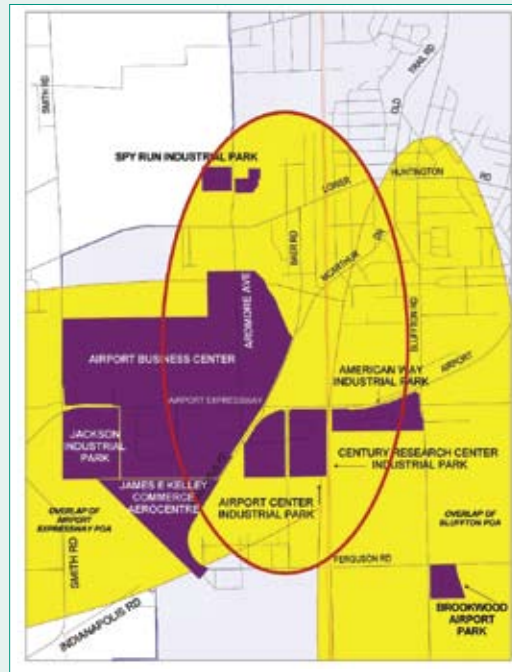 SMITH RD
OLD
TRAIL RD
SPY RUN INDUSTRIAL PARK
LOWER
HUNTINGTON
RD
BAER RD
MCARTHUR
DR
ARDMORE AVE
BLUFFTON RD
AIRPORT BUSINESS CENTER
AMERICAN WAY
INDUSTRIAL PARK
AIRPORT
AIRPORT EXPRESSWAY
JACKSON
INDUSTRIAL
PARK
CENTURY RESEARCH CENTER
INDUSTRIAL PARK
JAMES E KELLEY
COMMERCE
AEROCENTRE
AIRPORT CENTER
INDUSTRIAL PARK
OVERLAP OF
AIRPORT
EXPRESSWAY POA
OVERLAP OF
BLUFFTON POA
SMITH RD
FERGUSON RD
INDIANAPOLIS RD
BROOKWOOD
AIRPORT
PARK